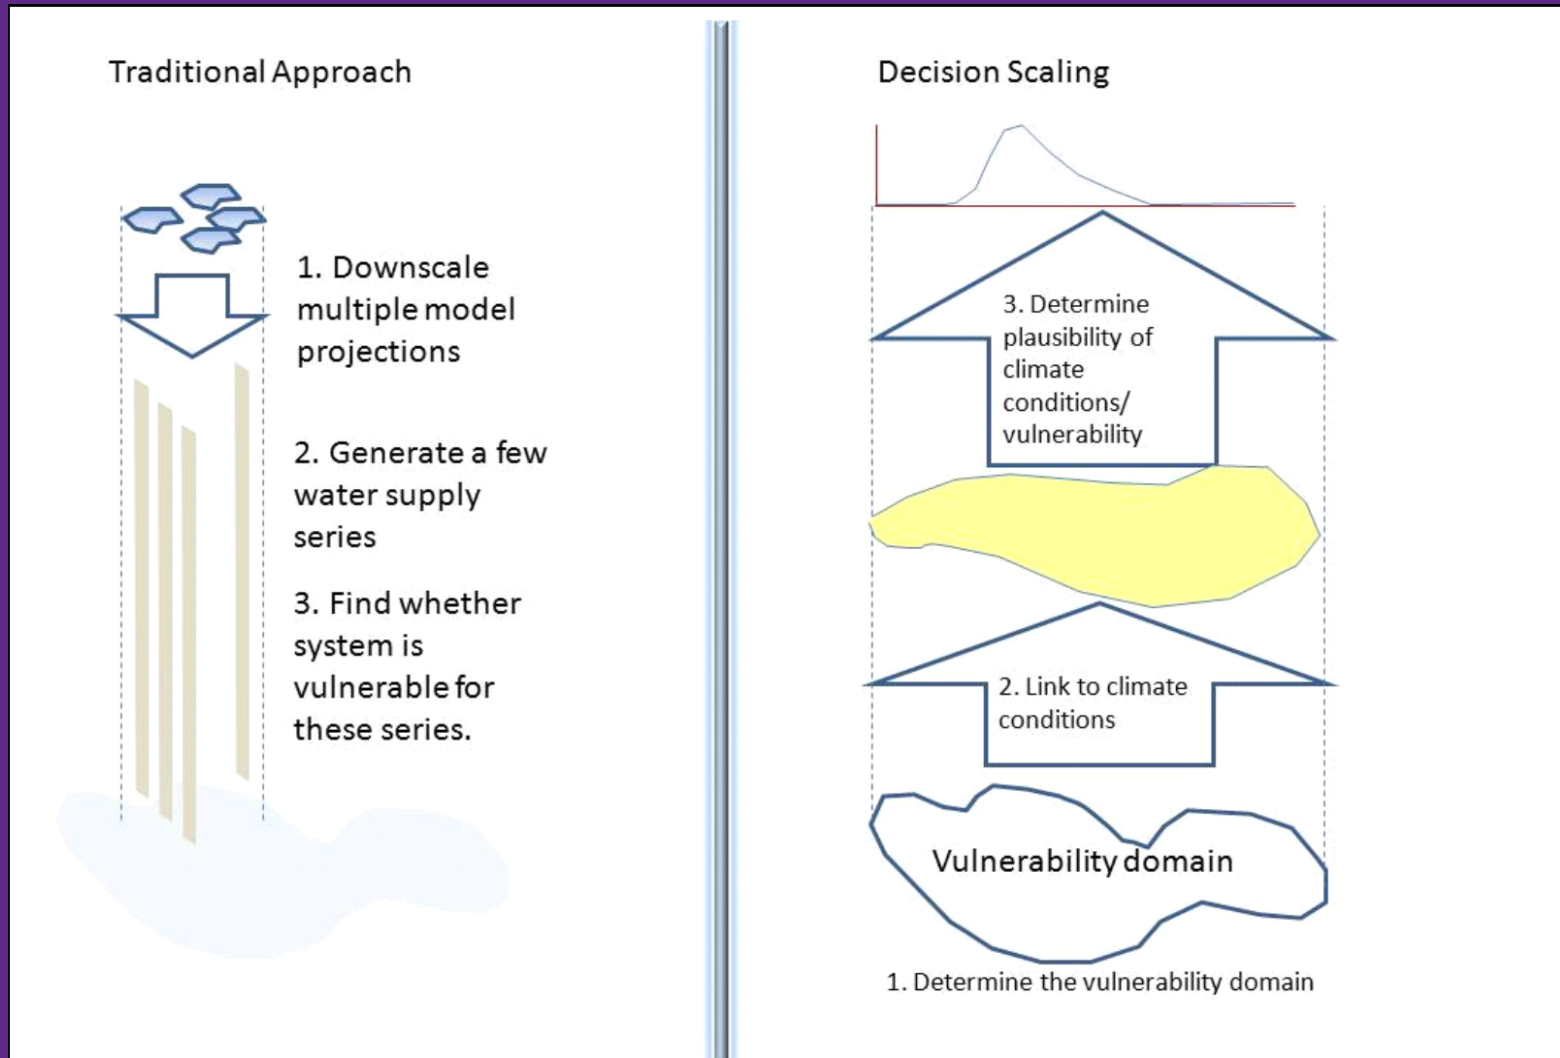 Traditional Approach
1. Downscale
multiple model
projections
2. Generate a few
water supply
series
3. Find whether
system is
vulnerable for
these series.
Decision Scaling
3. Determine
plausibility of
climate
conditions/
vulnerability
2. Link to climate
conditions
Vulnerability domain
1. Determine the vulnerability domain